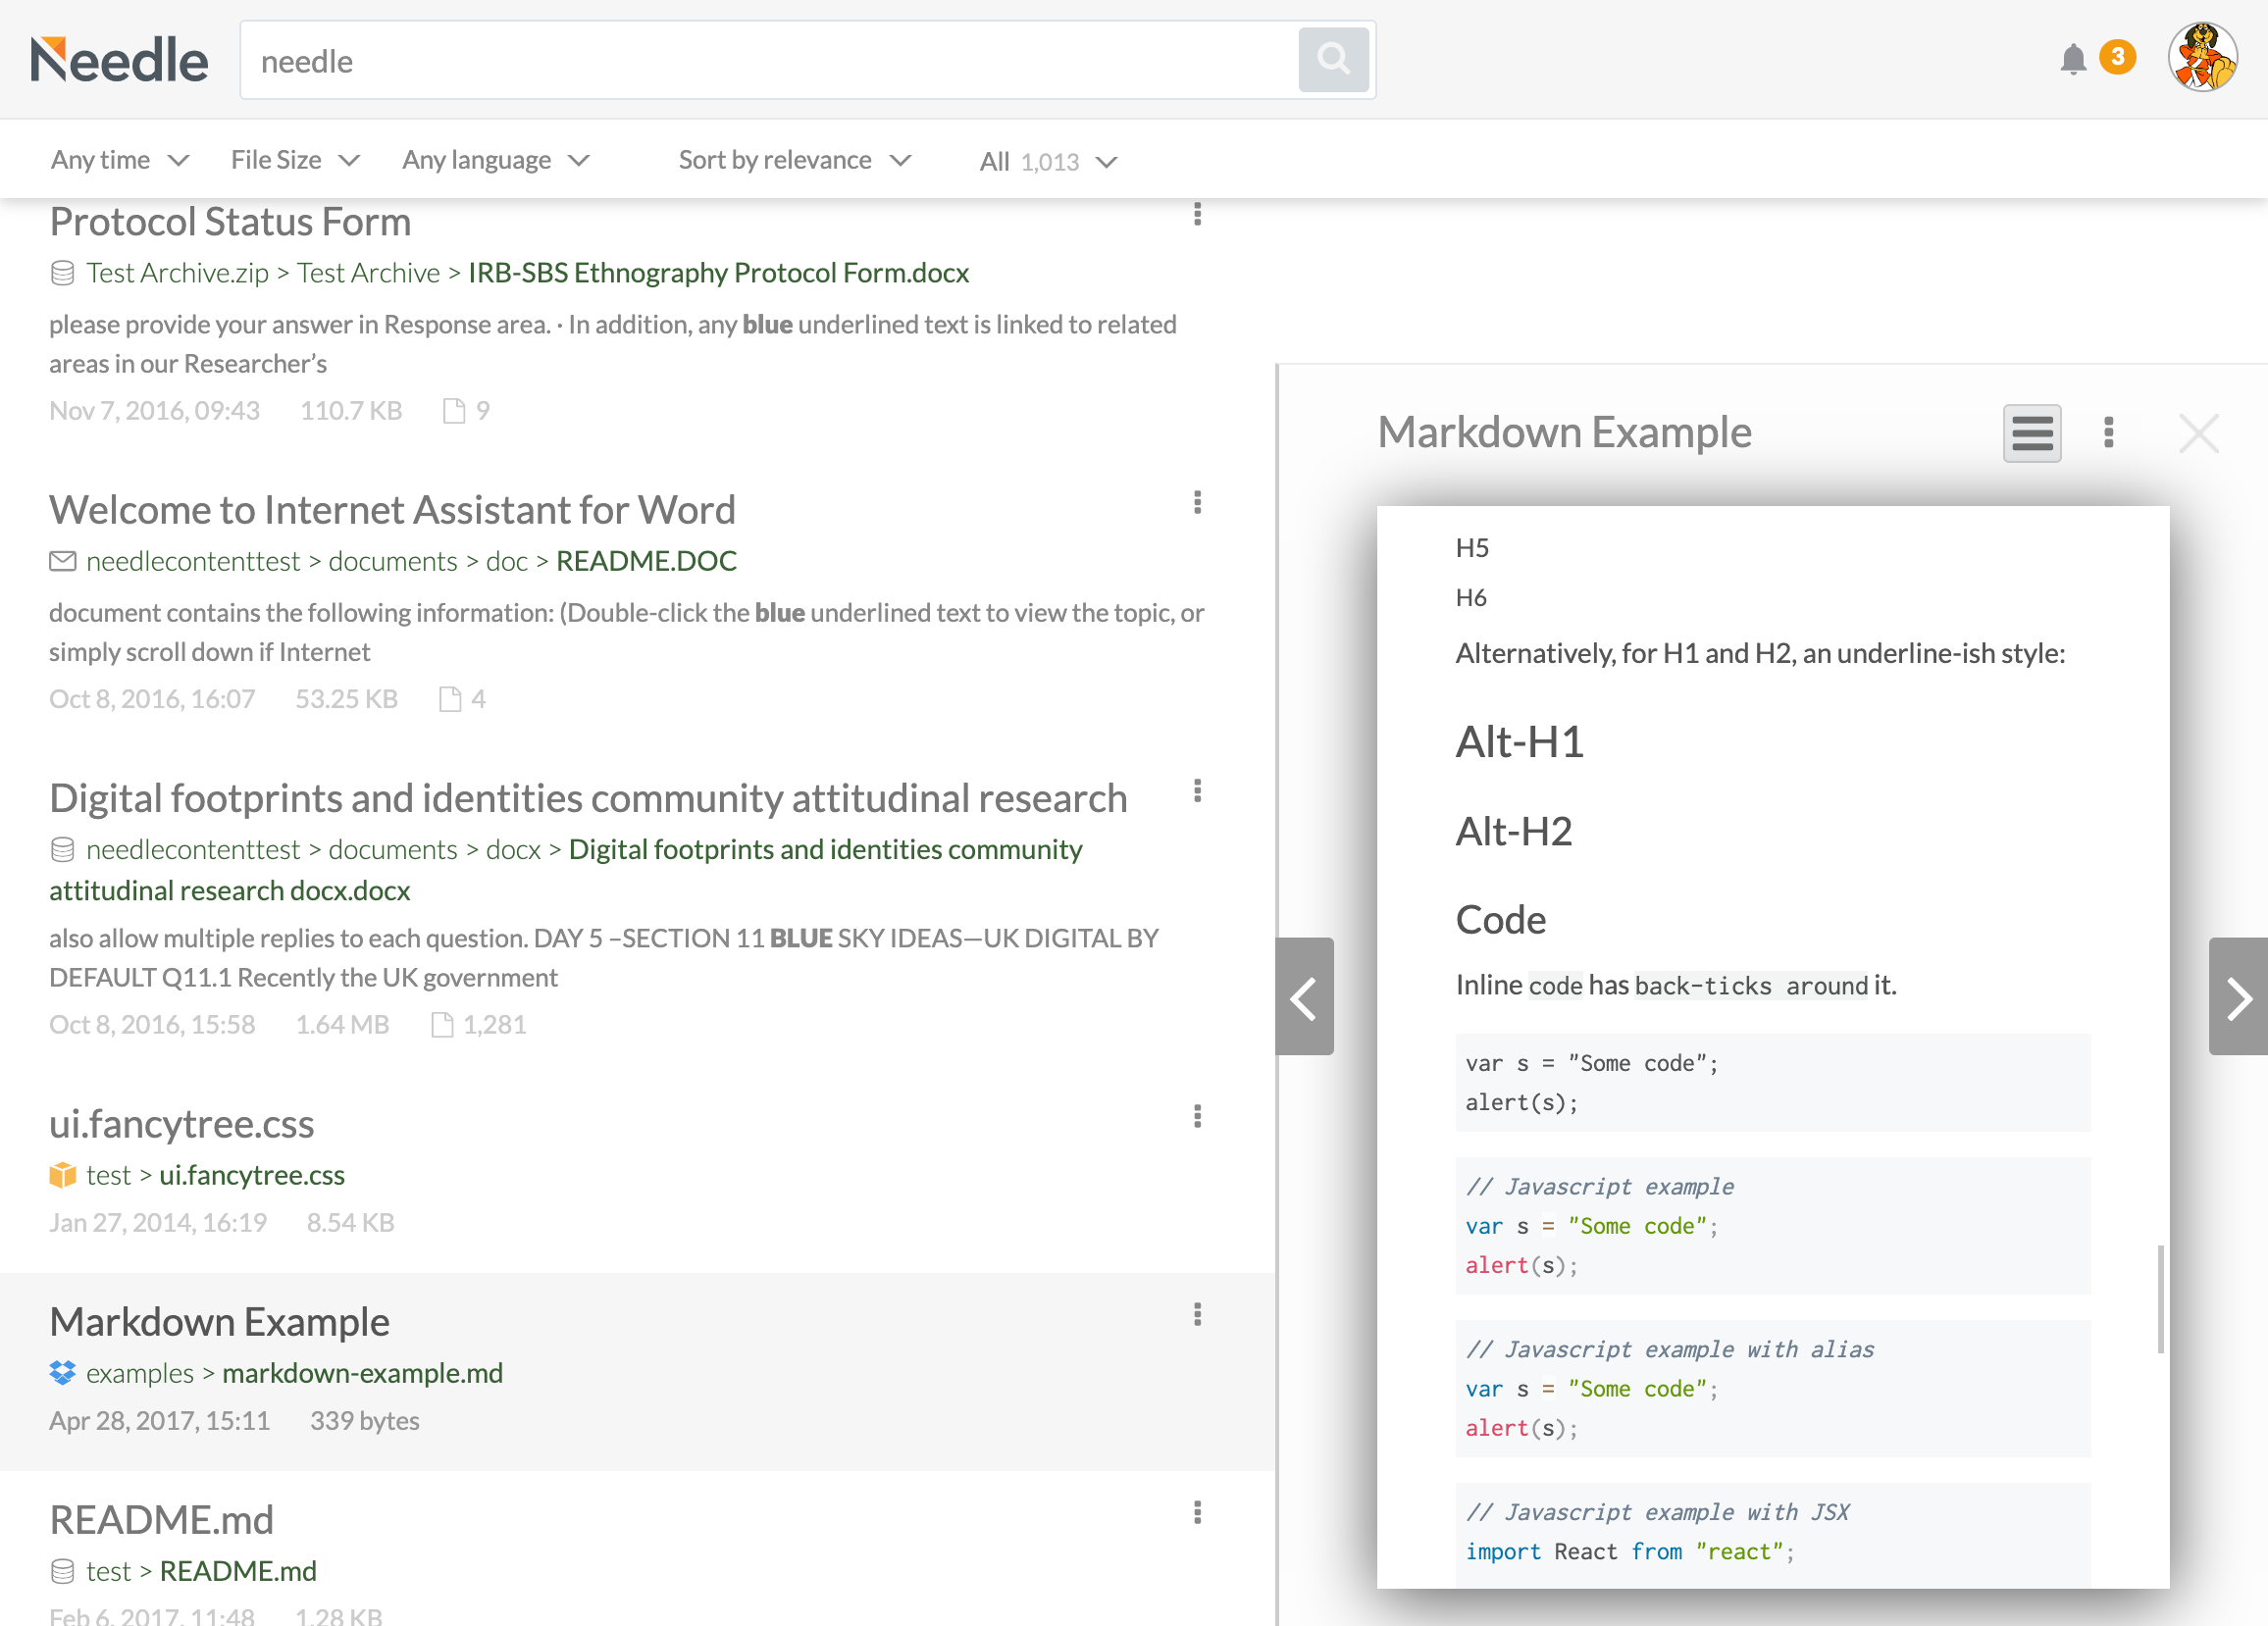 Needle
needle
3
Any time
File Size
Any language
Sort by relevance
All 1,013
Protocol Status Form
Test Archive.zip > Test Archive > IRB-SBS Ethnography Protocol Form.docx
please provide your answer in Response area. · In addition, any blue underlined text is linked to related
areas in our Researcher’s
Nov 7, 2016, 09:43 110.7 KB 9
Welcome to Internet Assistant for Word
needlecontenttest > documents > doc > README.DOC
document contains the following information: (Double-click the blue underlined text to view the topic, or
simply scroll down if Internet
Oct 8, 2016, 16:07 53.25 KB 4
Digital footprints and identities community attitudinal research
needlecontenttest > documents > docx > Digital footprints and identities community
attitudinal research docx.docx
also allow multiple replies to each question. DAY 5 –SECTION 11 BLUE SKY IDEAS—UK DIGITAL BY
DEFAULT Q11.1 Recently the UK government
Oct 8, 2016, 15:58 1.64 MB 1,281
ui.fancytree.css
test > ui.fancytree.css
Jan 27, 2014, 16:19 8.54 KB
Markdown Example
examples > markdown-example.md
Apr 28, 2017, 15:11 339 bytes
README.md
test > README.md
Feb 6, 2017, 11:48 1.28 KB
Markdown Example
H5
H6
Alternatively, for H1 and H2, an underline-ish style:
Alt-H1
Alt-H2
Code
Inline code has back-ticks around it.
var s = "Some code";
alert(s);
// Javascript example
var s = "Some code";
alert(s);
// Javascript example with alias
var s = "Some code";
alert(s);
// Javascript example with JSX
import React from "react";